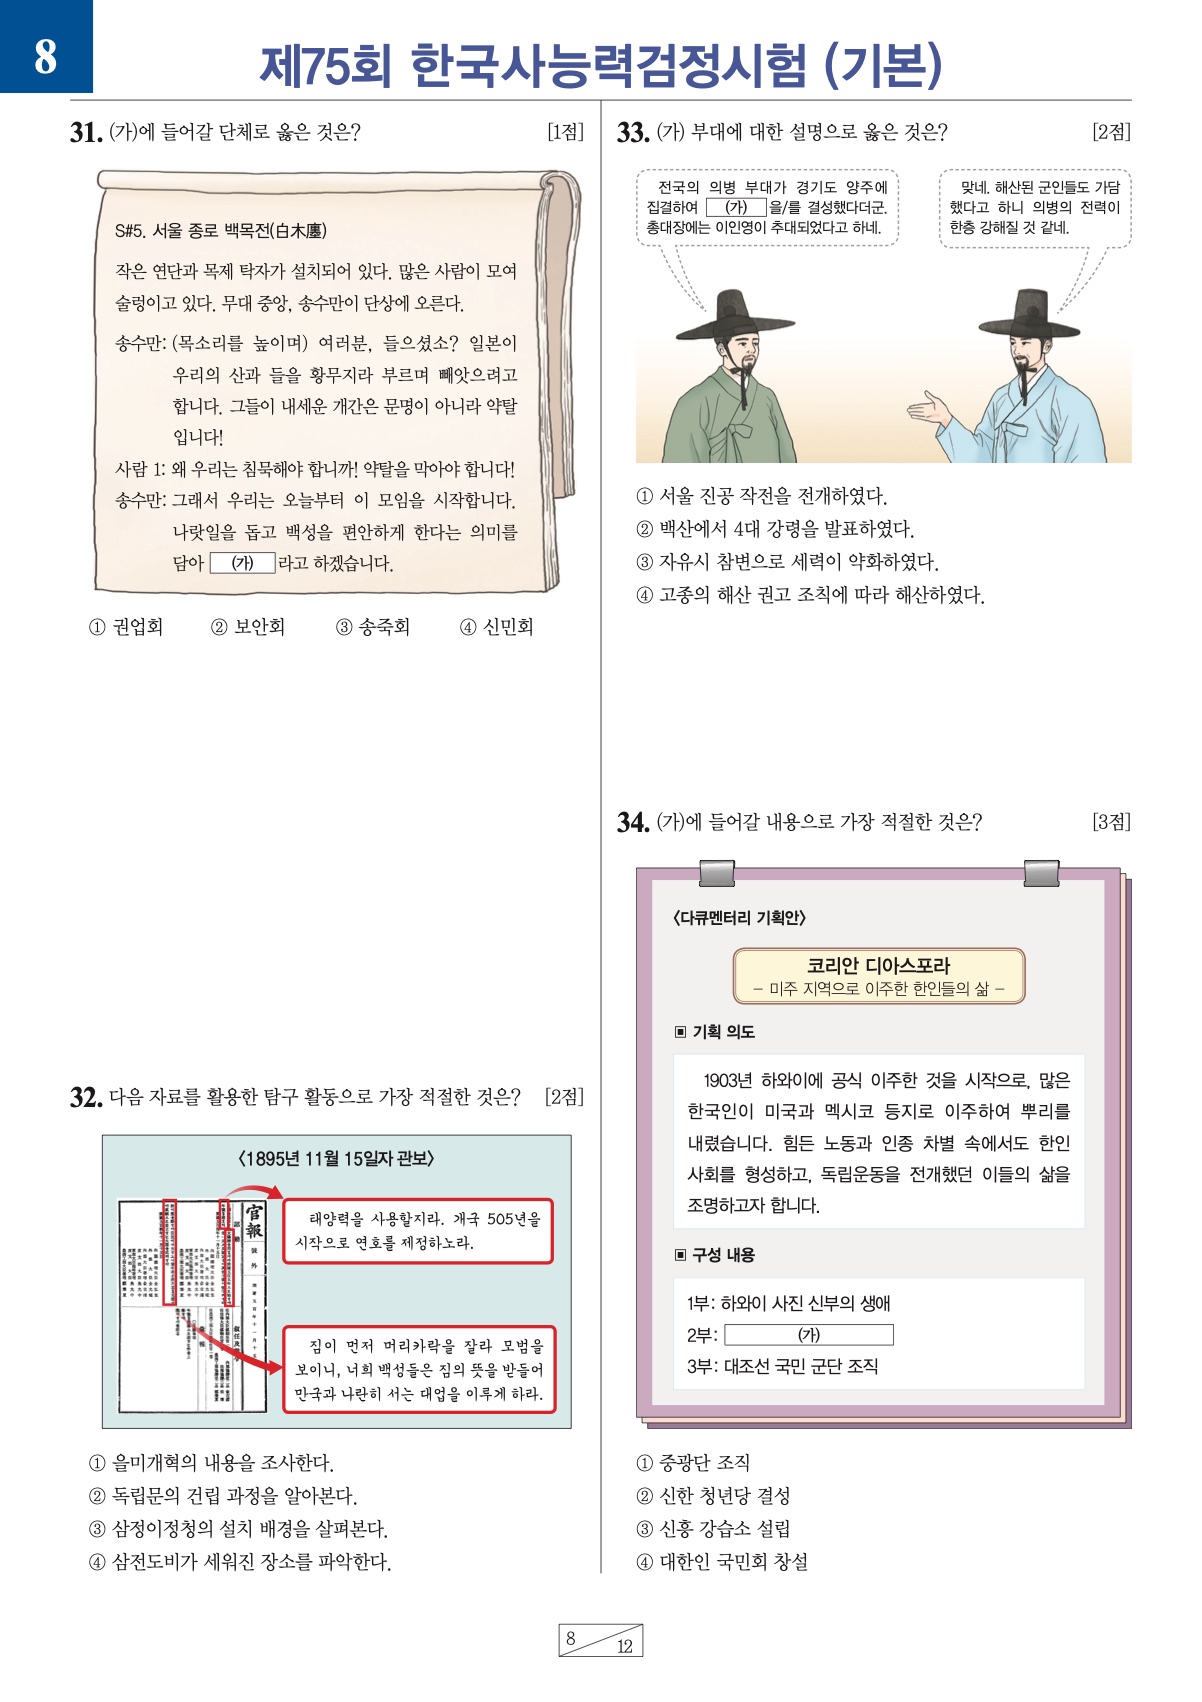 8
제75회 한국사능력검정시험 (기본)
31. (가)에 들어갈 단체로 옳은 것은? [1점]
S#5. 서울 종로 백목전(白木廛)
작은 연단과 목제 탁자가 설치되어 있다. 많은 사람이 모여
술렁이고 있다. 무대 중앙, 송수만이 단상에 오른다.
송수만: (목소리를 높이며) 여러분, 들으셨소? 일본이
우리의 산과 들을 황무지라 부르며 빼앗으려고
합니다. 그들이 내세운 개간은 문명이 아니라 약탈
입니다!
사람 1: 왜 우리는 침묵해야 합니까! 약탈을 막아야 합니다!
송수만: 그래서 우리는 오늘부터 이 모임을 시작합니다.
나랏일을 돕고 백성을 편안하게 한다는 의미를
담아 (가) 라고 하겠습니다.
① 권업회 ② 보안회 ③ 송죽회 ④ 신민회
32. 다음 자료를 활용한 탐구 활동으로 가장 적절한 것은? [2점]
〈1895년 11월 15일자 관보〉
官報
號外
태양력을 사용할지라. 개국 505년을
시작으로 연호를 제정하노라.
짐이 먼저 머리카락을 잘라 모범을
보이니, 너희 백성들은 짐의 뜻을 받들어
만국과 나란히 서는 대업을 이루게 하라.
① 을미개혁의 내용을 조사한다.
② 독립문의 건립 과정을 알아본다.
③ 삼정이정청의 설치 배경을 살펴본다.
④ 삼전도비가 세워진 장소를 파악한다.
33. (가) 부대에 대한 설명으로 옳은 것은? [2점]
전국의 의병 부대가 경기도 양주에
집결하여 (가) 을/를 결성했다더군.
총대장에는 이인영이 추대되었다고 하네.
맞네. 해산된 군인들도 가담
했다고 하니 의병의 전력이
한층 강해질 것 같네.
① 서울 진공 작전을 전개하였다.
② 백산에서 4대 강령을 발표하였다.
③ 자유시 참변으로 세력이 약화하였다.
④ 고종의 해산 권고 조칙에 따라 해산하였다.
34. (가)에 들어갈 내용으로 가장 적절한 것은? [3점]
〈다큐멘터리 기획안〉
코리안 디아스포라
- 미주 지역으로 이주한 한인들의 삶 -
▣ 기획 의도
1903년 하와이에 공식 이주한 것을 시작으로, 많은
한국인이 미국과 멕시코 등지로 이주하여 뿌리를
내렸습니다. 힘든 노동과 인종 차별 속에서도 한인
사회를 형성하고, 독립운동을 전개했던 이들의 삶을
조명하고자 합니다.
▣ 구성 내용
1부: 하와이 사진 신부의 생애
2부: (가)
3부: 대조선 국민 군단 조직
① 중광단 조직
② 신한 청년당 결성
③ 신흥 강습소 설립
④ 대한인 국민회 창설
8 12